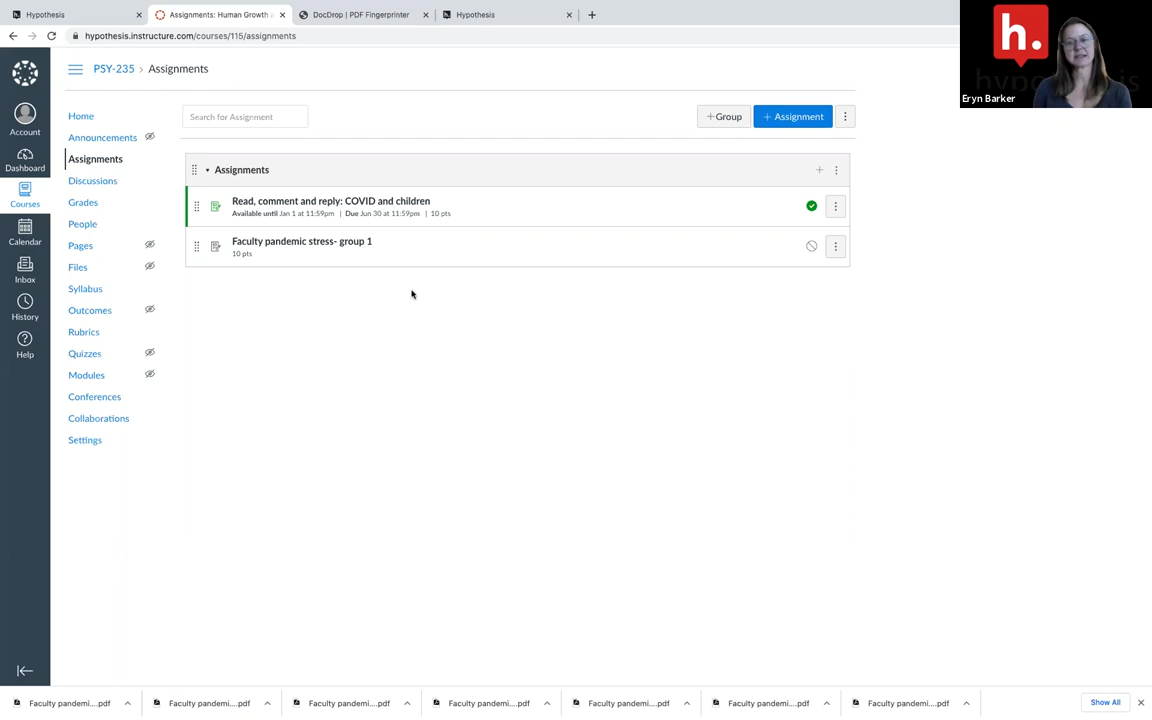 Hypothesis
Assignments: Human Growth
DocDrop | PDF Fingerprinter
Hypothesis
hypothesis.instructure.com/courses/115/assignments
h.
hypothesis
Eryn Barker
PSY-235 › Assignments
Account
Dashboard
Courses
Calendar
Inbox
History
Help
Home
Announcements
Assignments
Discussions
Grades
People
Pages
Files
Syllabus
Outcomes
Rubrics
Quizzes
Modules
Conferences
Collaborations
Settings
Search for Assignment
+Group
+ Assignment
Assignments
Read, comment and reply: COVID and children
Available until Jan 1 at 11:59pm | Due Jun 30 at 11:59pm | 10 pts
Faculty pandemic stress- group 1
10 pts
Faculty pandemi....pdf
Faculty pandemi....pdf
Faculty pandemi....pdf
Faculty pandemi....pdf
Faculty pandemi....pdf
Faculty pandemi....pdf
Faculty pandemi....pdf
Show All